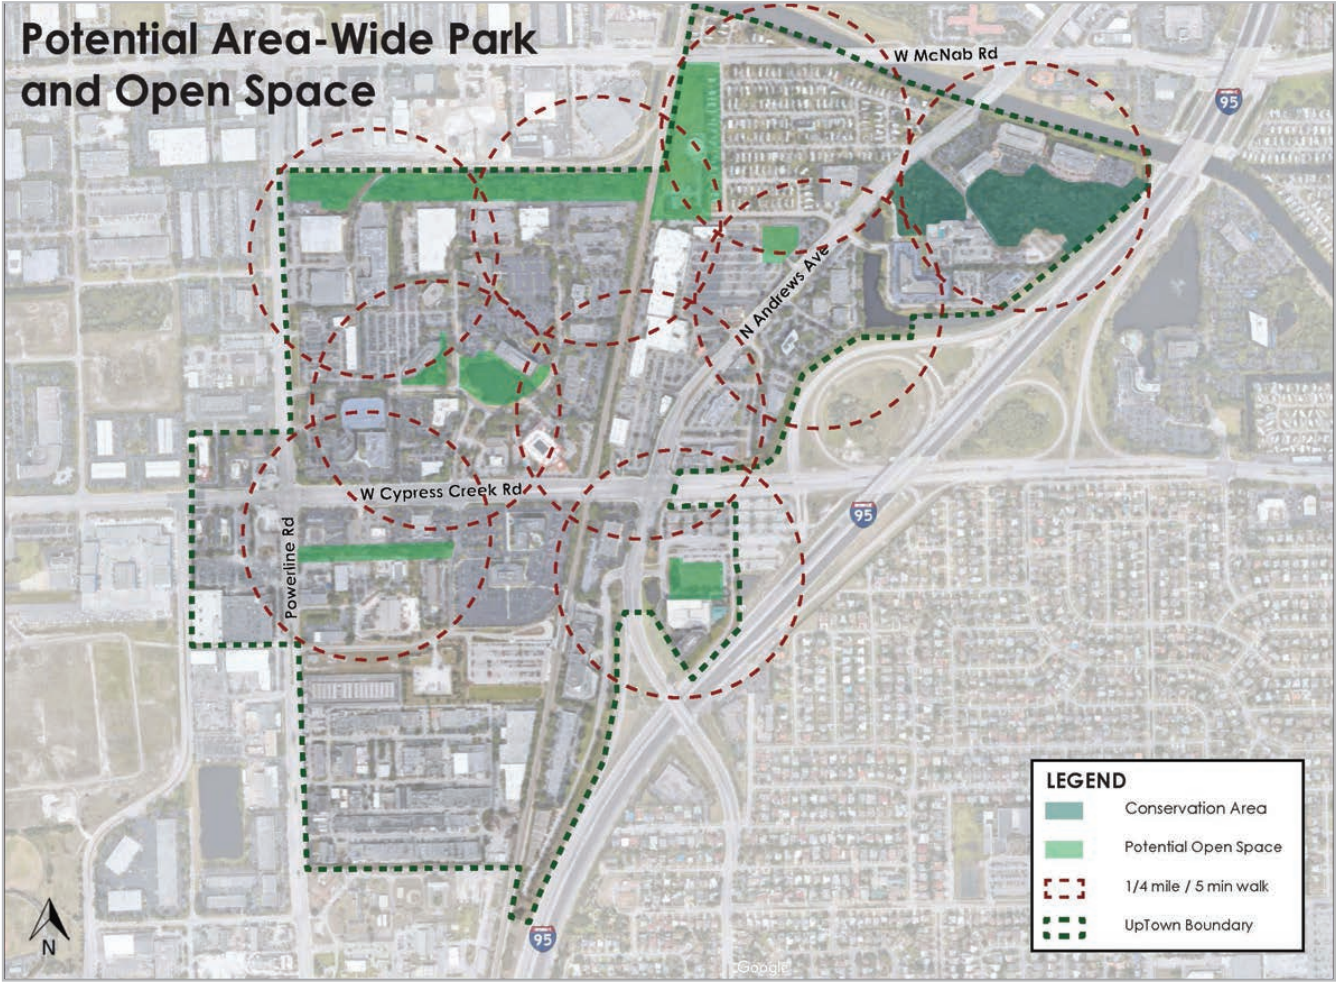 Potential Area-Wide Park
and Open Space
W McNab Rd
95
N Andrews Ave
W Cypress Creek Rd
95
Powerline Rd
LEGEND
Conservation Area
Potential Open Space
1/4 mile / 5 min walk
UpTown Boundary
N
95
Google